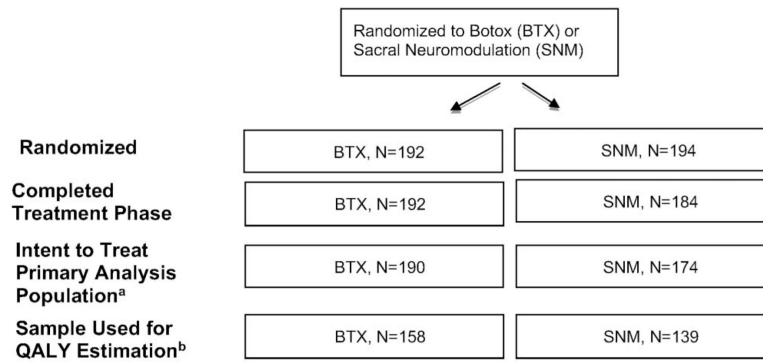 Randomized to Botox (BTX) or
Sacral Neuromodulation (SNM)
Randomized
BTX, N=192
SNM, N=194
Completed
Treatment Phase
BTX, N=192
SNM, N=184
Intent to Treat
Primary Analysis
Populationᵃ
BTX, N=190
SNM, N=174
Sample Used for
QALY Estimationᵇ
BTX, N=158
SNM, N=139